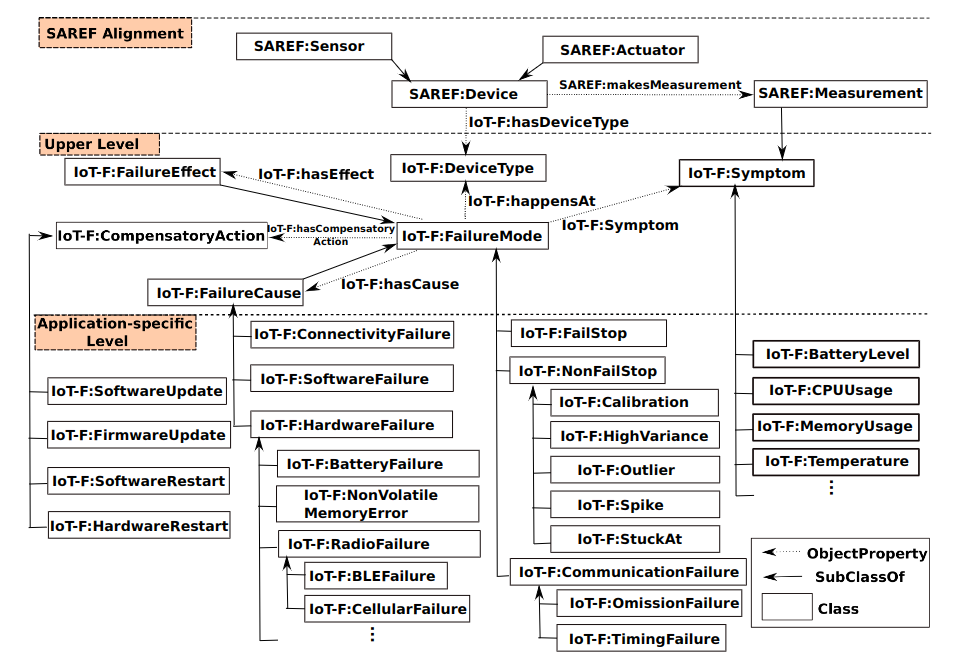 SAREF Alignment
SAREF:Sensor
SAREF:Actuator
SAREF:Device
SAREF:makesMeasurement
SAREF:Measurement
IoT-F:hasDeviceType
Upper Level
IoT-F:FailureEffect
IoT-F:hasEffect
IoT-F:DeviceType
IoT-F:Symptom
IoT-F:happensAt
IoT-F:CompensatoryAction
IoT-F:hasCompensatory
Action
IoT-F:FailureMode
IoT-F:Symptom
IoT-F:FailureCause
IoT-F:hasCause
Application-specific
Level
IoT-F:SoftwareUpdate
IoT-F:FirmwareUpdate
IoT-F:SoftwareRestart
IoT-F:HardwareRestart
IoT-F:ConnectivityFailure
IoT-F:SoftwareFailure
IoT-F:HardwareFailure
IoT-F:BatteryFailure
IoT-F:NonVolatile
MemoryError
IoT-F:RadioFailure
IoT-F:BLEFailure
IoT-F:CellularFailure
⋮
IoT-F:FailStop
IoT-F:NonFailStop
IoT-F:Calibration
IoT-F:HighVariance
IoT-F:Outlier
IoT-F:Spike
IoT-F:StuckAt
IoT-F:CommunicationFailure
IoT-F:OmissionFailure
IoT-F:TimingFailure
IoT-F:BatteryLevel
IoT-F:CPUUsage
IoT-F:MemoryUsage
IoT-F:Temperature
⋮
ObjectProperty
SubClassOf
Class